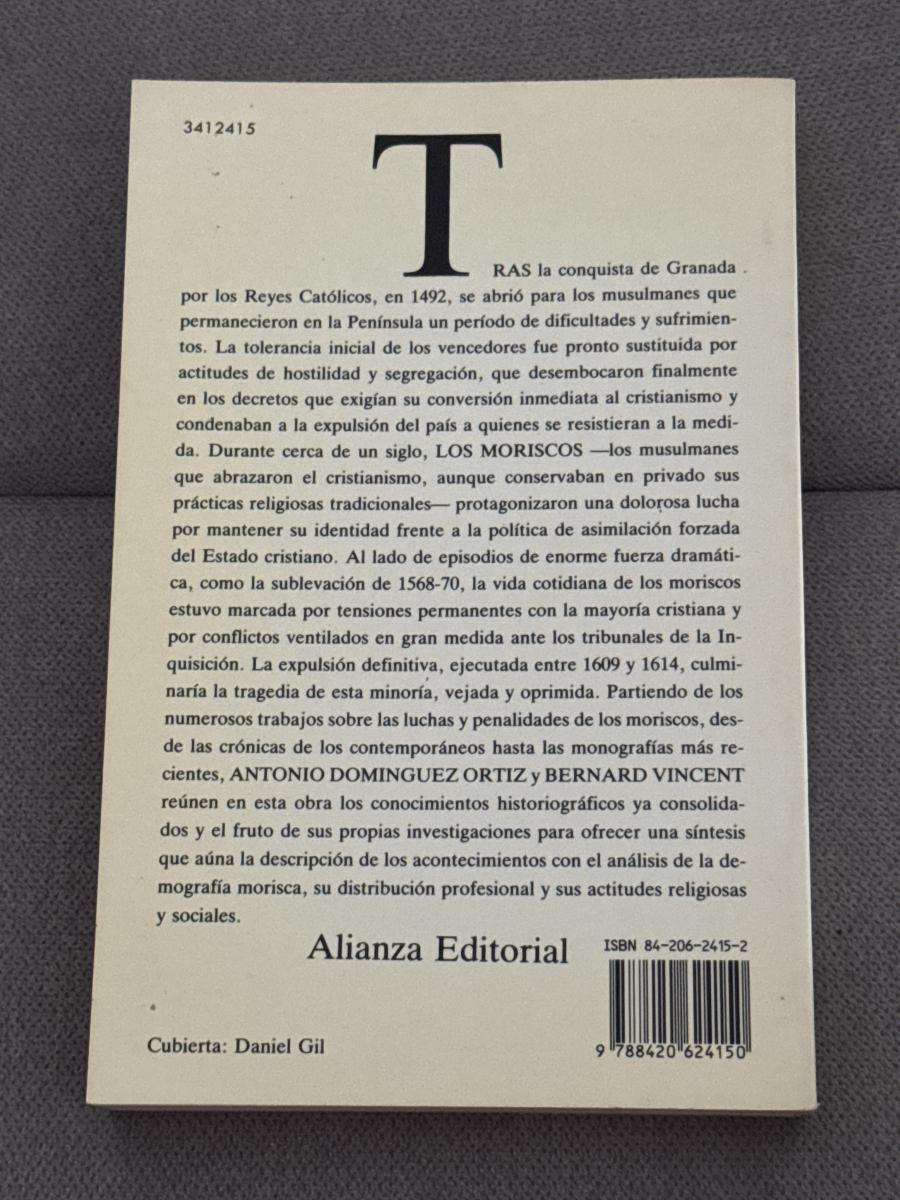 3412415
TRAS la conquista de Granada
por los Reyes Católicos, en 1492, se abrió para los musulmanes que
permanecieron en la Península un período de dificultades y sufrimien-
tos. La tolerancia inicial de los vencedores fue pronto sustituida por
actitudes de hostilidad y segregación, que desembocaron finalmente
en los decretos que exigían su conversión inmediata al cristianismo y
condenaban a la expulsión del país a quienes se resistieran a la medi-
da. Durante cerca de un siglo, LOS MORISCOS —los musulmanes
que abrazaron el cristianismo, aunque conservaban en privado sus
prácticas religiosas tradicionales— protagonizaron una dolorosa lucha
por mantener su identidad frente a la política de asimilación forzada
del Estado cristiano. Al lado de episodios de enorme fuerza dramáti-
ca, como la sublevación de 1568-70, la vida cotidiana de los moriscos
estuvo marcada por tensiones permanentes con la mayoría cristiana y
por conflictos ventilados en gran medida ante los tribunales de la In-
quisición. La expulsión definitiva, ejecutada entre 1609 y 1614, culmi-
naría la tragedia de esta minoría, vejada y oprimida. Partiendo de los
numerosos trabajos sobre las luchas y penalidades de los moriscos, des-
de las crónicas de los contemporáneos hasta las monografías más re-
cientes, ANTONIO DOMINGUEZ ORTIZ y BERNARD VINCENT
reúnen en esta obra los conocimientos historiográficos ya consolida-
dos y el fruto de sus propias investigaciones para ofrecer una síntesis
que aúna la descripción de los acontecimientos con el análisis de la de-
mografía morisca, su distribución profesional y sus actitudes religiosas
y sociales.
Alianza Editorial
ISBN 84-206-2415-2
9 788420 624150
Cubierta: Daniel Gil